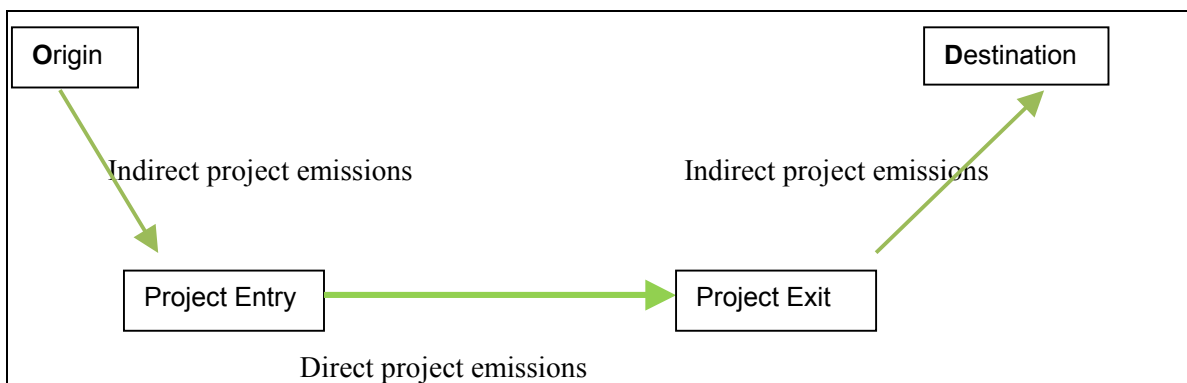 Origin
Destination
Indirect project emissions
Indirect project emissions
Project Entry
Project Exit
Direct project emissions